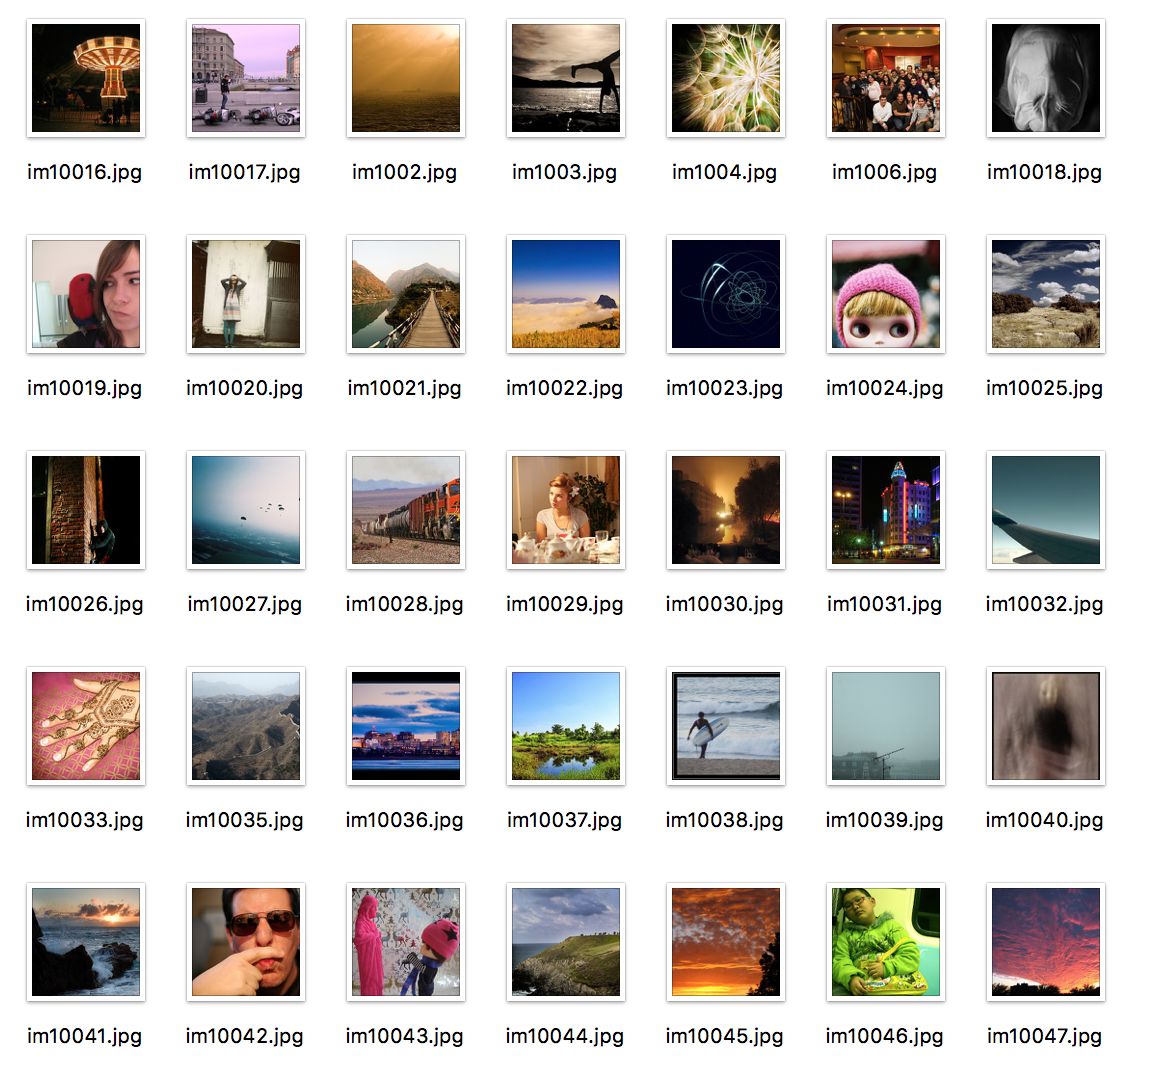 im10016.jpg im10017.jpg im1002.jpg im1003.jpg im1004.jpg im1006.jpg im10018.jpg
im10019.jpg im10020.jpg im10021.jpg im10022.jpg im10023.jpg im10024.jpg im10025.jpg
im10026.jpg im10027.jpg im10028.jpg im10029.jpg im10030.jpg im10031.jpg im10032.jpg
im10033.jpg im10035.jpg im10036.jpg im10037.jpg im10038.jpg im10039.jpg im10040.jpg
im10041.jpg im10042.jpg im10043.jpg im10044.jpg im10045.jpg im10046.jpg im10047.jpg